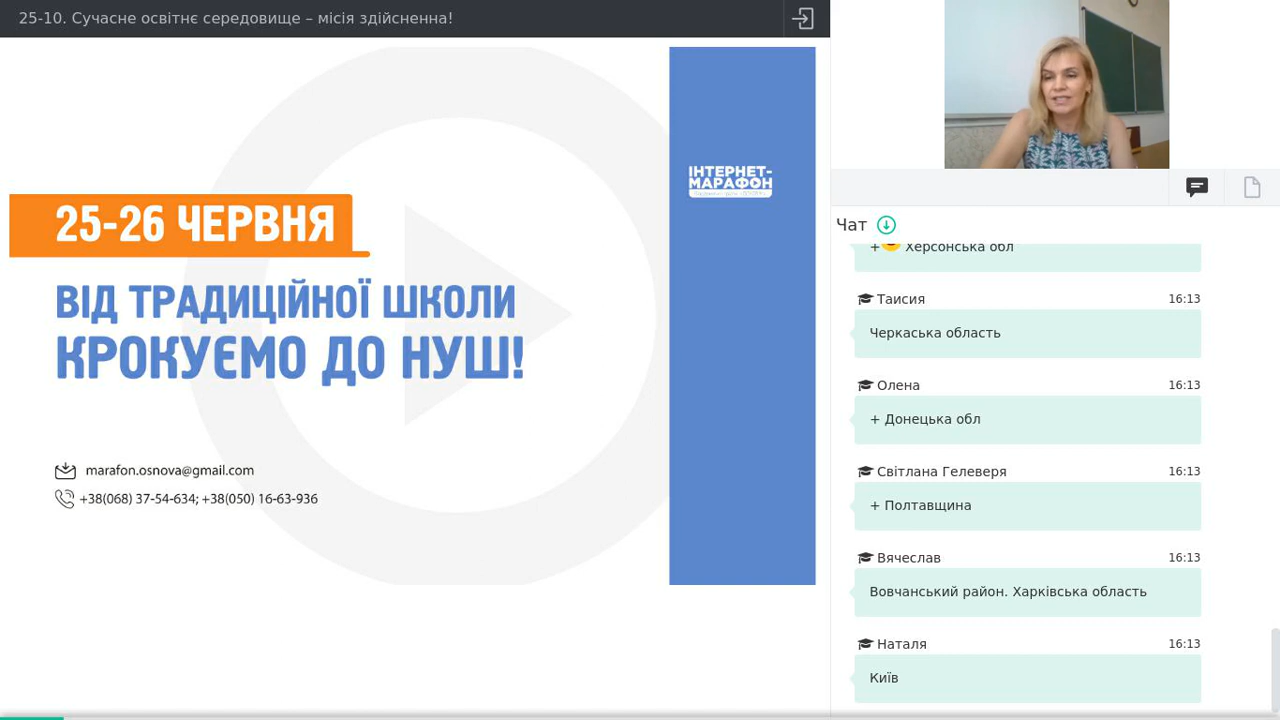 25-10. Сучасне освітнє середовище – місія здійсненна!
ІНТЕРНЕТ-
МАРАФОН
25-26 ЧЕРВНЯ
ВІД ТРАДИЦІЙНОЇ ШКОЛИ
КРОКУЄМО ДО НУШ!
marafon.osnova@gmail.com
+38(068) 37-54-634; +38(050) 16-63-936
Чат
+ Херсонська обл
Таисия 16:13
Черкаська область
Олена 16:13
+ Донецька обл
Світлана Гелеверя 16:13
+ Полтавщина
Вячеслав 16:13
Вовчанський район. Харківська область
Наталя 16:13
Київ